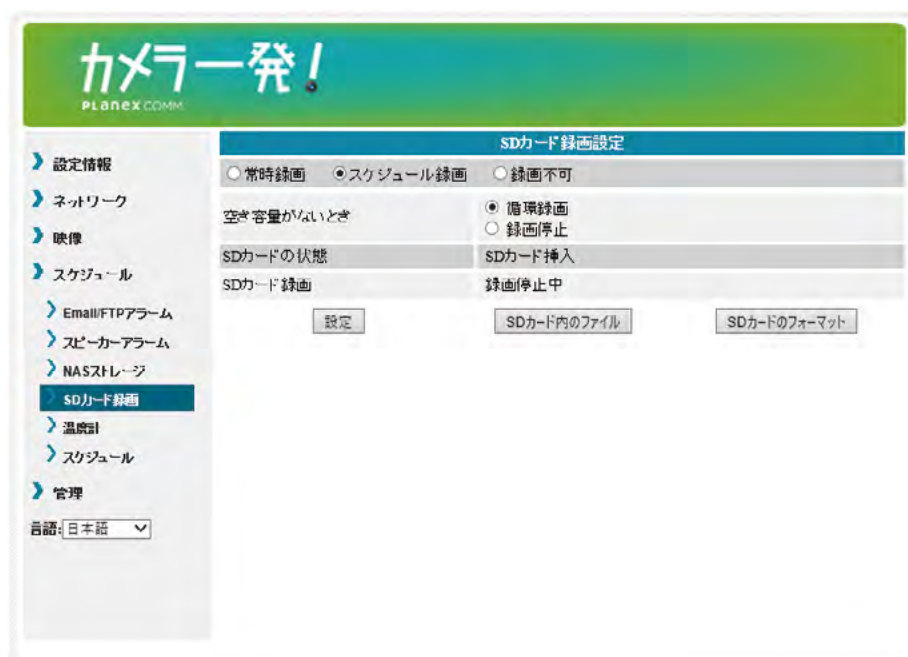 カメラ一発!
PLANEX COMM.
設定情報
ネットワーク
映像
スケジュール
Email/FTPアラーム
スピーカーアラーム
NASストレージ
SDカード録画
温度計
スケジュール
管理
言語: 日本語
SDカード録画設定
常時録画 スケジュール録画 録画不可
空き容量がないとき
循環録画
録画停止
SDカードの状態 SDカード挿入
SDカード録画 録画停止中
設定 SDカード内のファイル SDカードのフォーマット